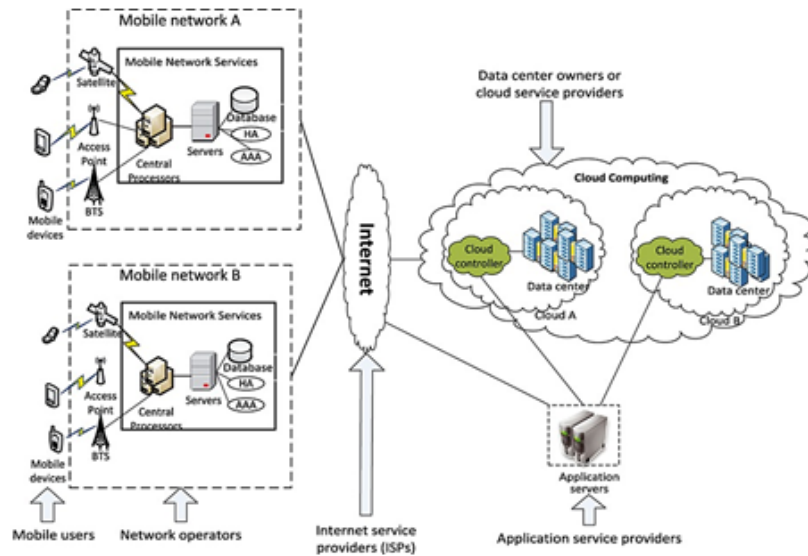 Mobile network A
Mobile Network Services
Satellite
Database
HA
AAA
Access
Point
Central
Processors
Servers
BTS
Mobile
devices
Mobile network B
Mobile Network Services
Satellite
Database
HA
AAA
Access
Point
Central
Processors
Servers
BTS
Mobile
devices
Mobile users
Network operators
Internet
Internet service
providers (ISPs)
Data center owners or
cloud service providers
Cloud Computing
Cloud
controller
Data center
Cloud A
Cloud
controller
Data center
Cloud B
Application
servers
Application service providers